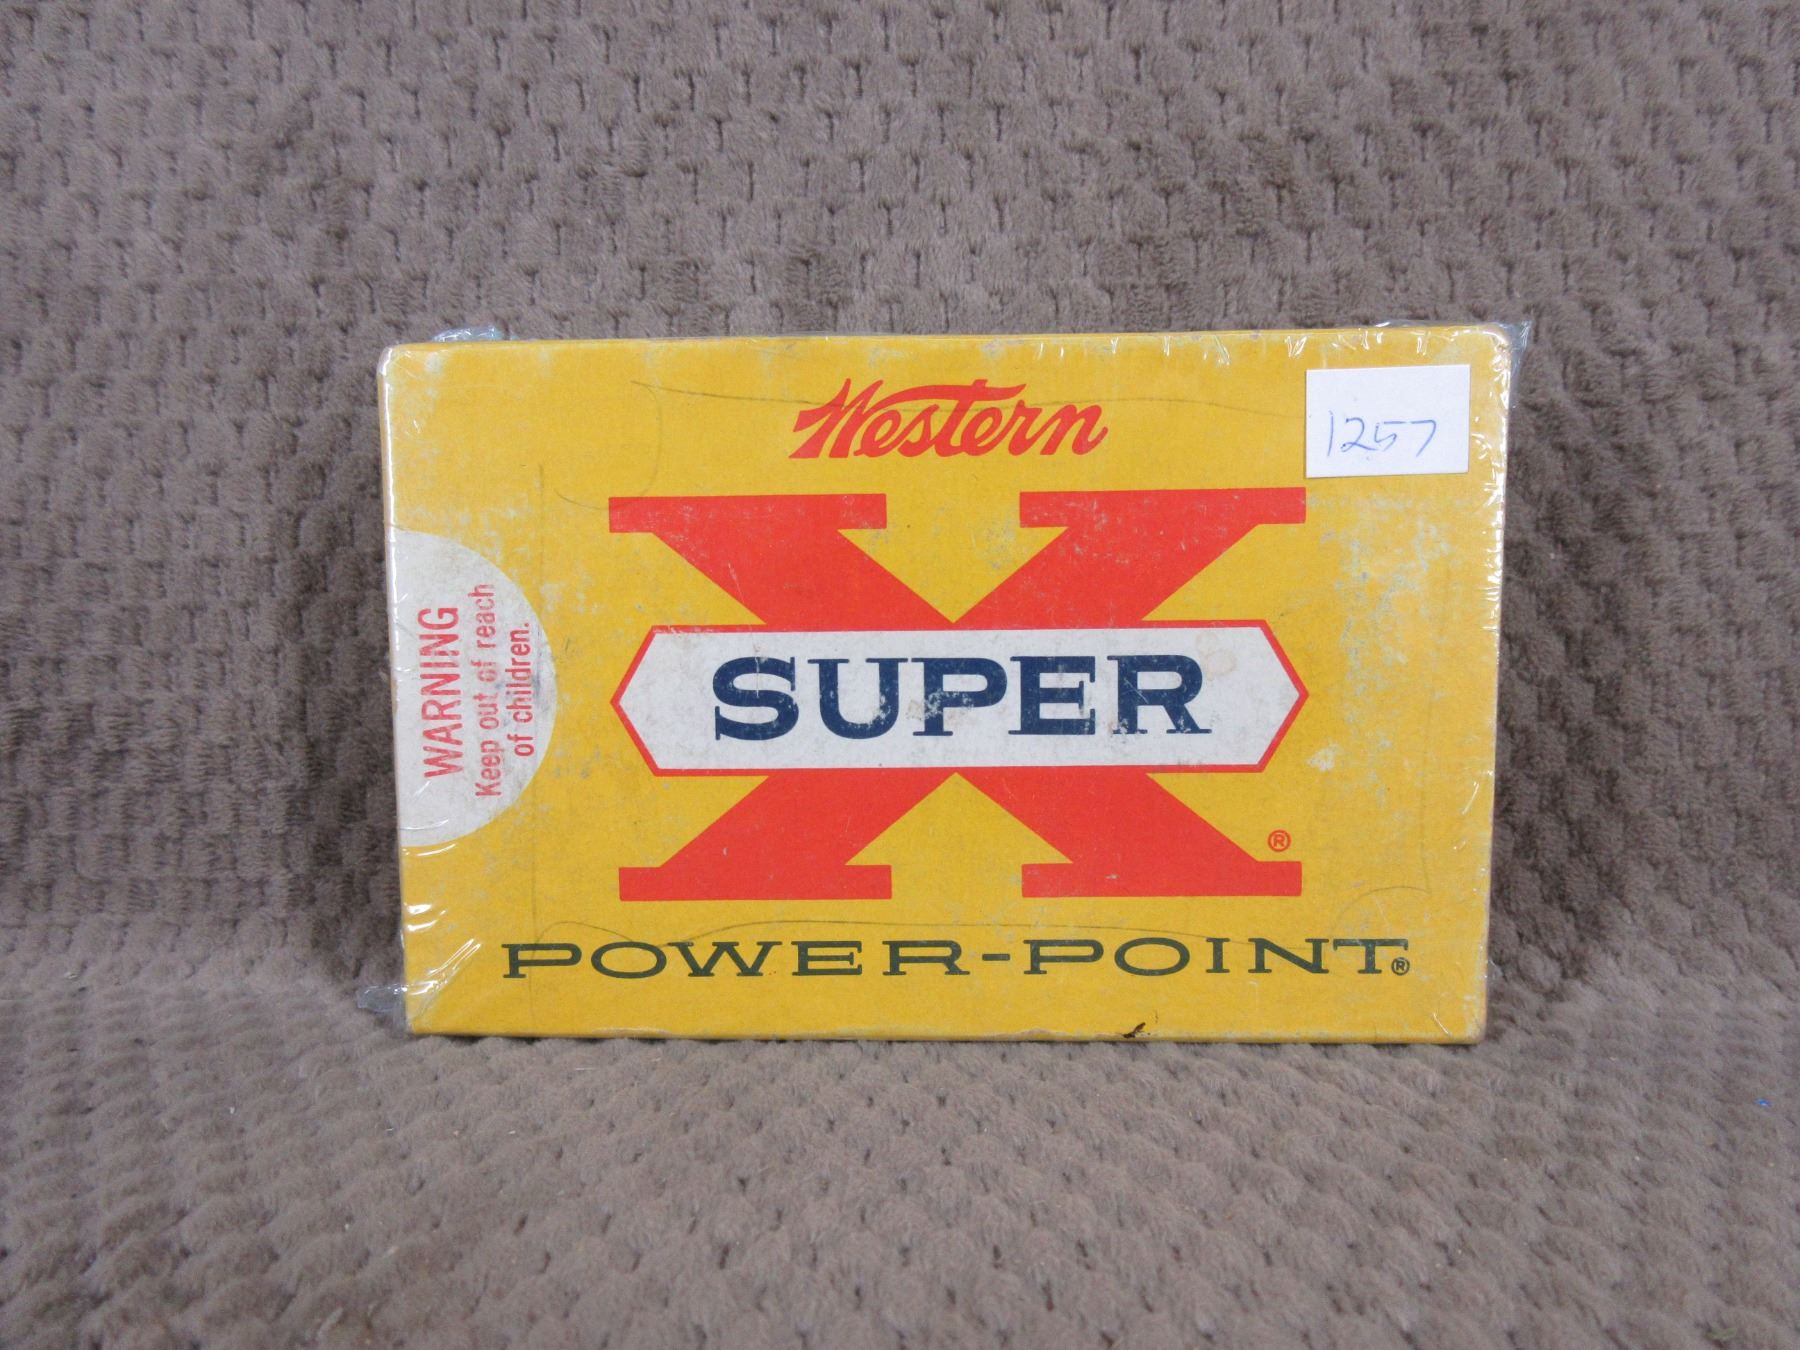 Western
1257
X
SUPER
®
POWER-POINT®
WARNING
Keep out of reach
of children.